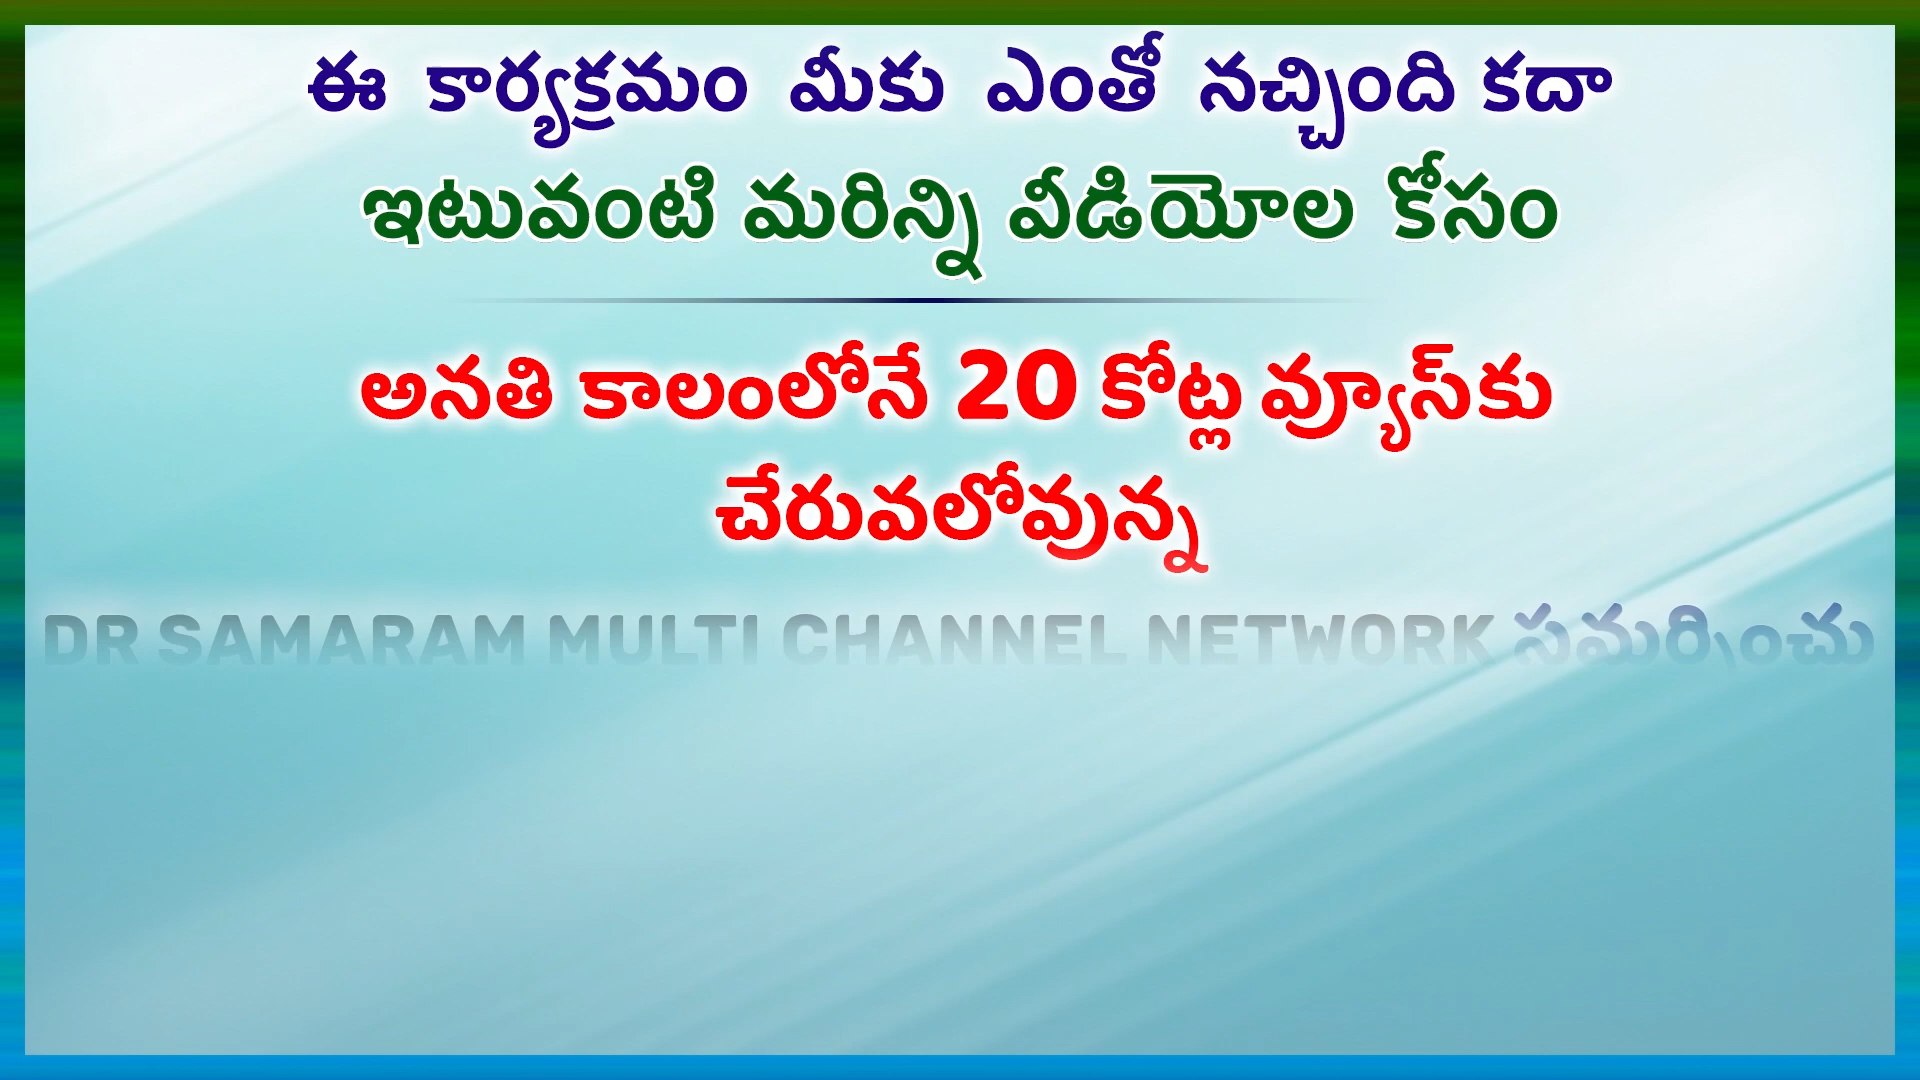 ఈ కార్యక్రమం మీకు ఎంతో నచ్చింది కదా
ఇటువంటి మరిన్ని వీడియోల కోసం
అనతి కాలంలోనే 20 కోట్ల వ్యూస్‌కు
చేరువలోవున్న
DR SAMARAM MULTI CHANNEL NETWORK సమర్పించు